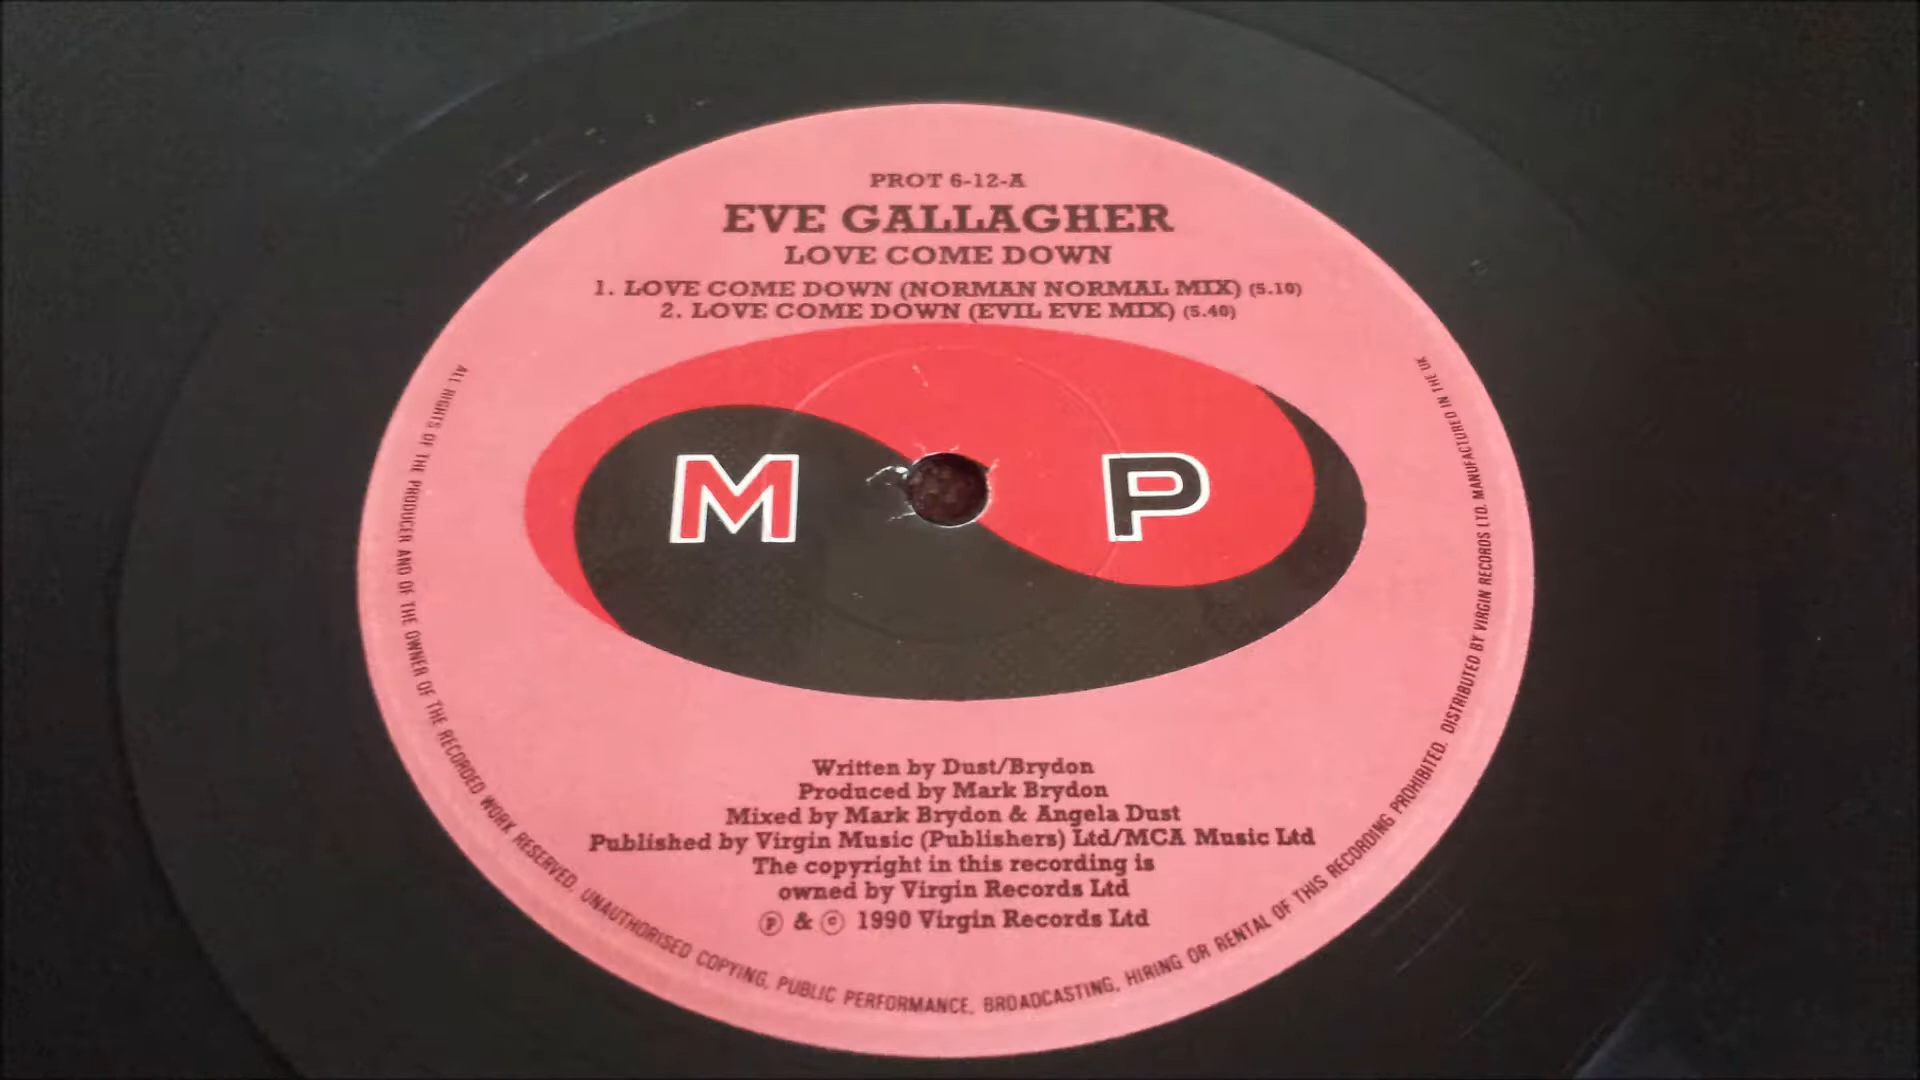 PROT 6-12-A
EVE GALLAGHER
LOVE COME DOWN
1. LOVE COME DOWN (NORMAN NORMAL MIX) (5.10)
2. LOVE COME DOWN (EVIL EVE MIX) (5.40)
M P
Written by Dust/Brydon
Produced by Mark Brydon
Mixed by Mark Brydon & Angela Dust
Published by Virgin Music (Publishers) Ltd/MCA Music Ltd
The copyright in this recording is
owned by Virgin Records Ltd
Ⓟ & © 1990 Virgin Records Ltd
ALL RIGHTS OF THE PRODUCER AND OF THE OWNER OF THE RECORDED WORK RESERVED. UNAUTHORISED COPYING, PUBLIC PERFORMANCE, BROADCASTING, HIRING OR RENTAL OF THIS RECORDING PROHIBITED. DISTRIBUTED BY VIRGIN RECORDS LTD. MANUFACTURED IN THE UK